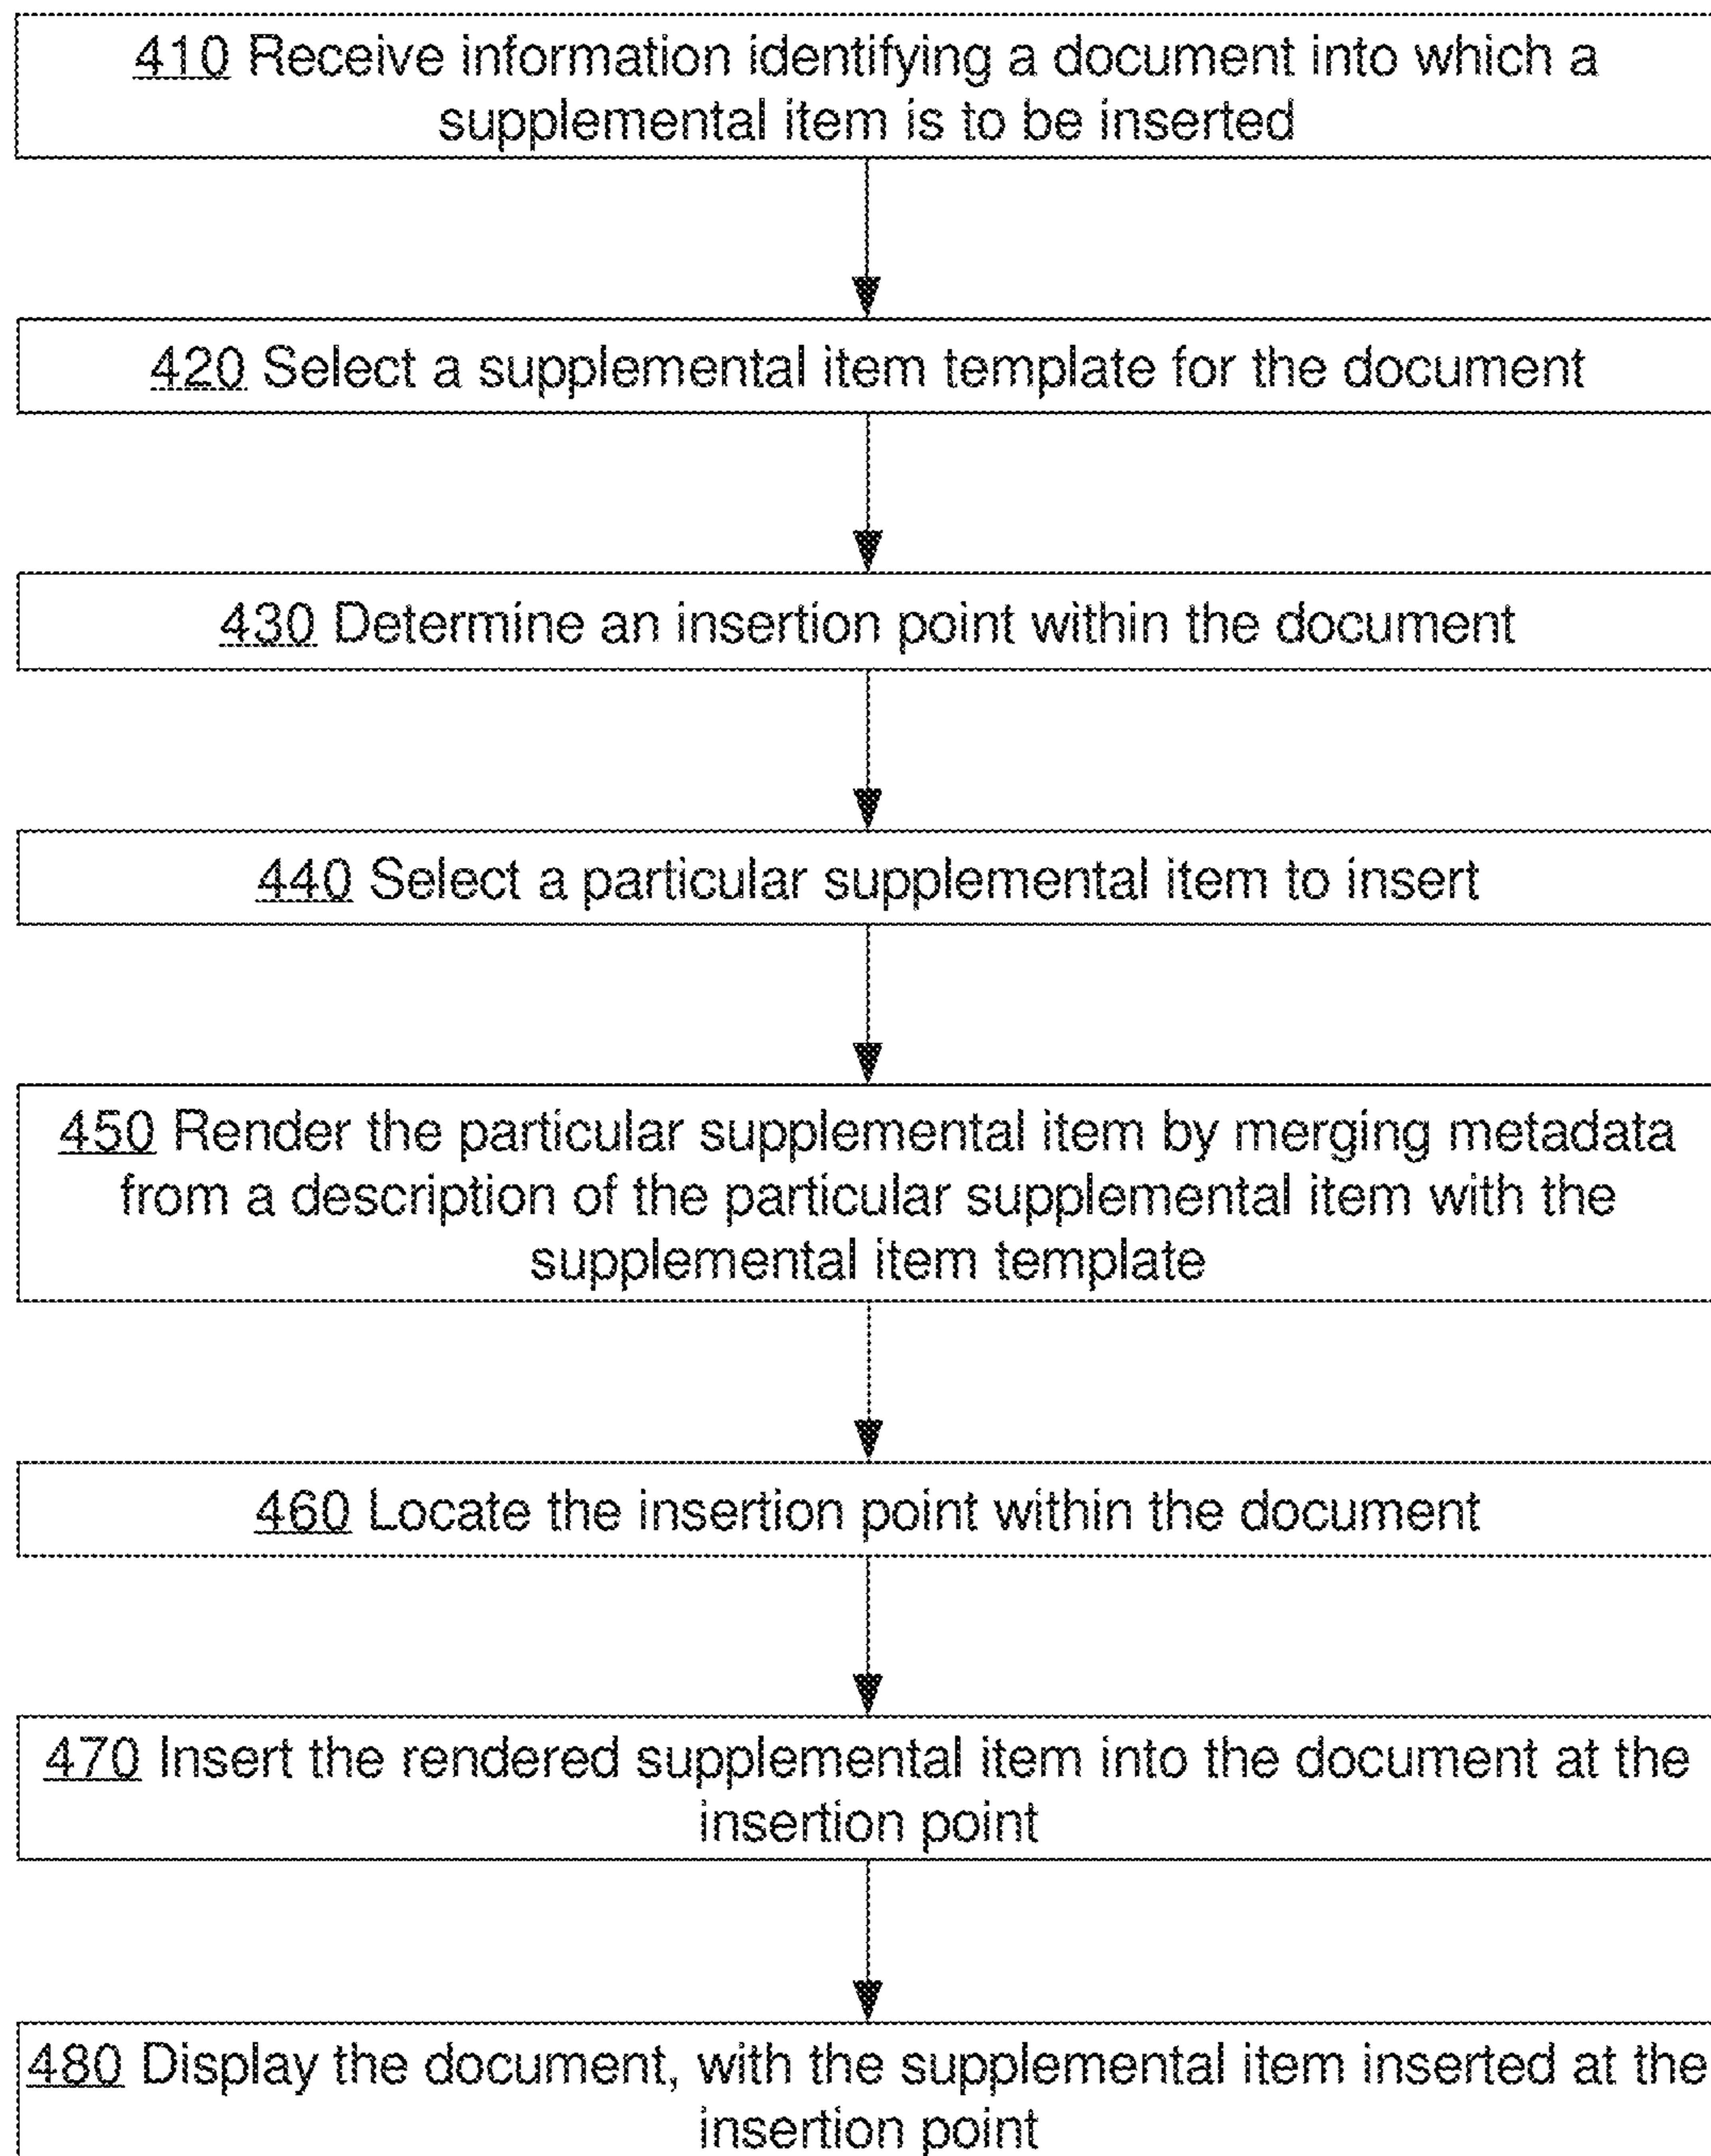 410 Receive information identifying a document into which a
supplemental item is to be inserted
420 Select a supplemental item template for the document
430 Determine an insertion point within the document
440 Select a particular supplemental item to insert
450 Render the particular supplemental item by merging metadata
from a description of the particular supplemental item with the
supplemental item template
460 Locate the insertion point within the document
470 Insert the rendered supplemental item into the document at the
insertion point
480 Display the document, with the supplemental item inserted at the
insertion point